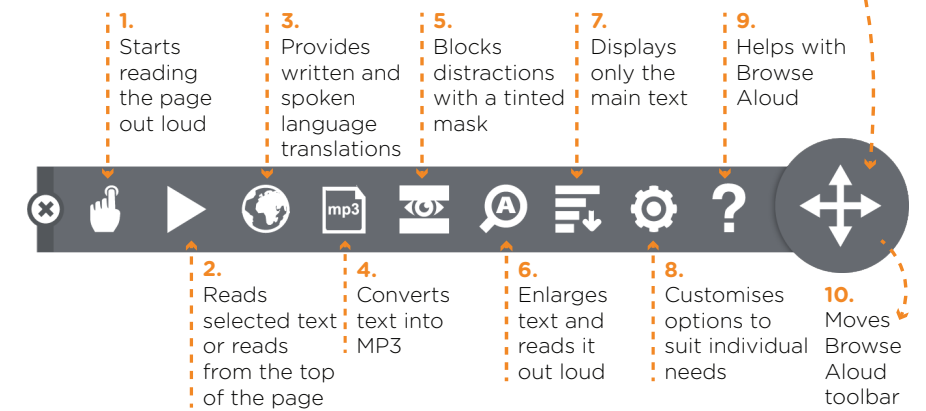 1.
Starts
reading
the page
out loud
3.
Provides
written and
spoken
language
translations
5.
Blocks
distractions
with a tinted
mask
7.
Displays
only the
main text
9.
Helps with
Browse
Aloud
mp3
A
?
2.
Reads
selected text
or reads
from the top
of the page
4.
Converts
text into
MP3
6.
Enlarges
text and
reads it
out loud
8.
Customises
options to
suit individual
needs
10.
Moves
Browse
Aloud
toolbar